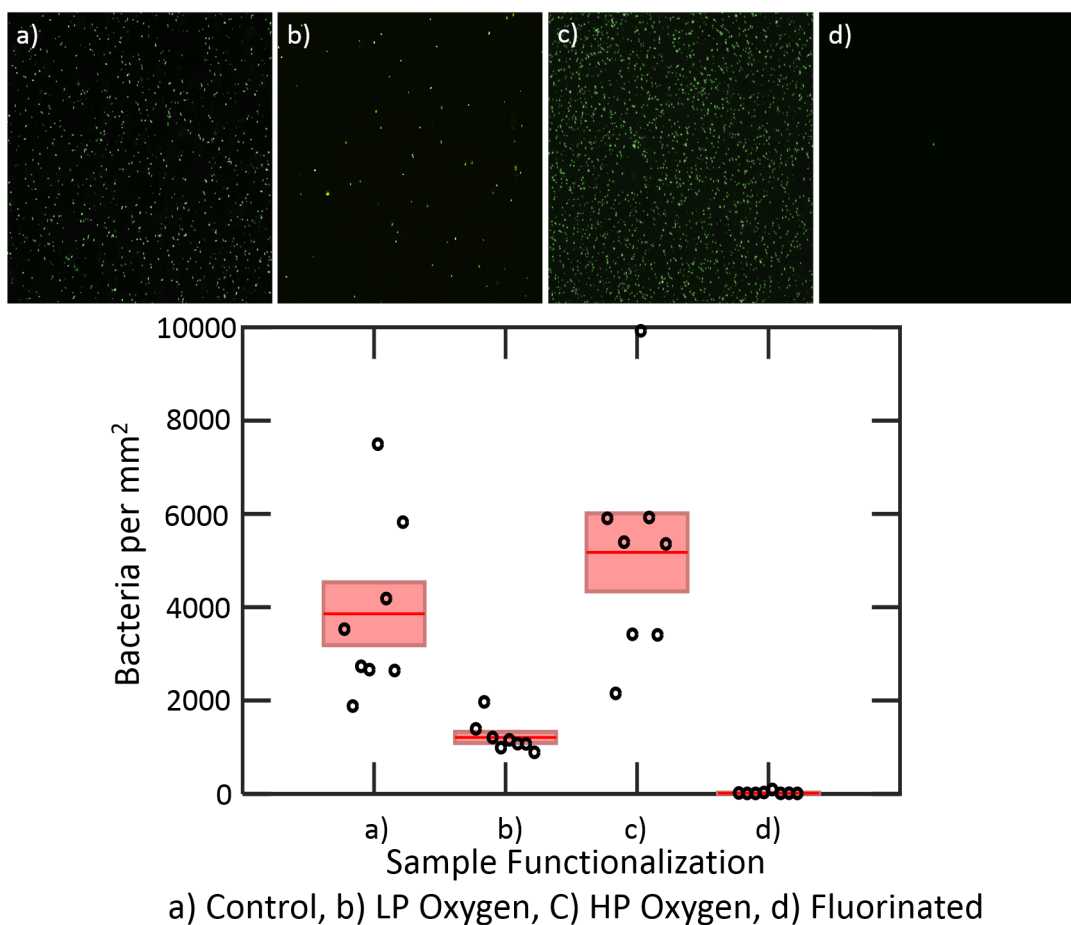 a) b) c) d)
10000
8000
6000
4000
2000
0
Bacteria per mm²
a) b) c) d)
Sample Functionalization
a) Control, b) LP Oxygen, C) HP Oxygen, d) Fluorinated